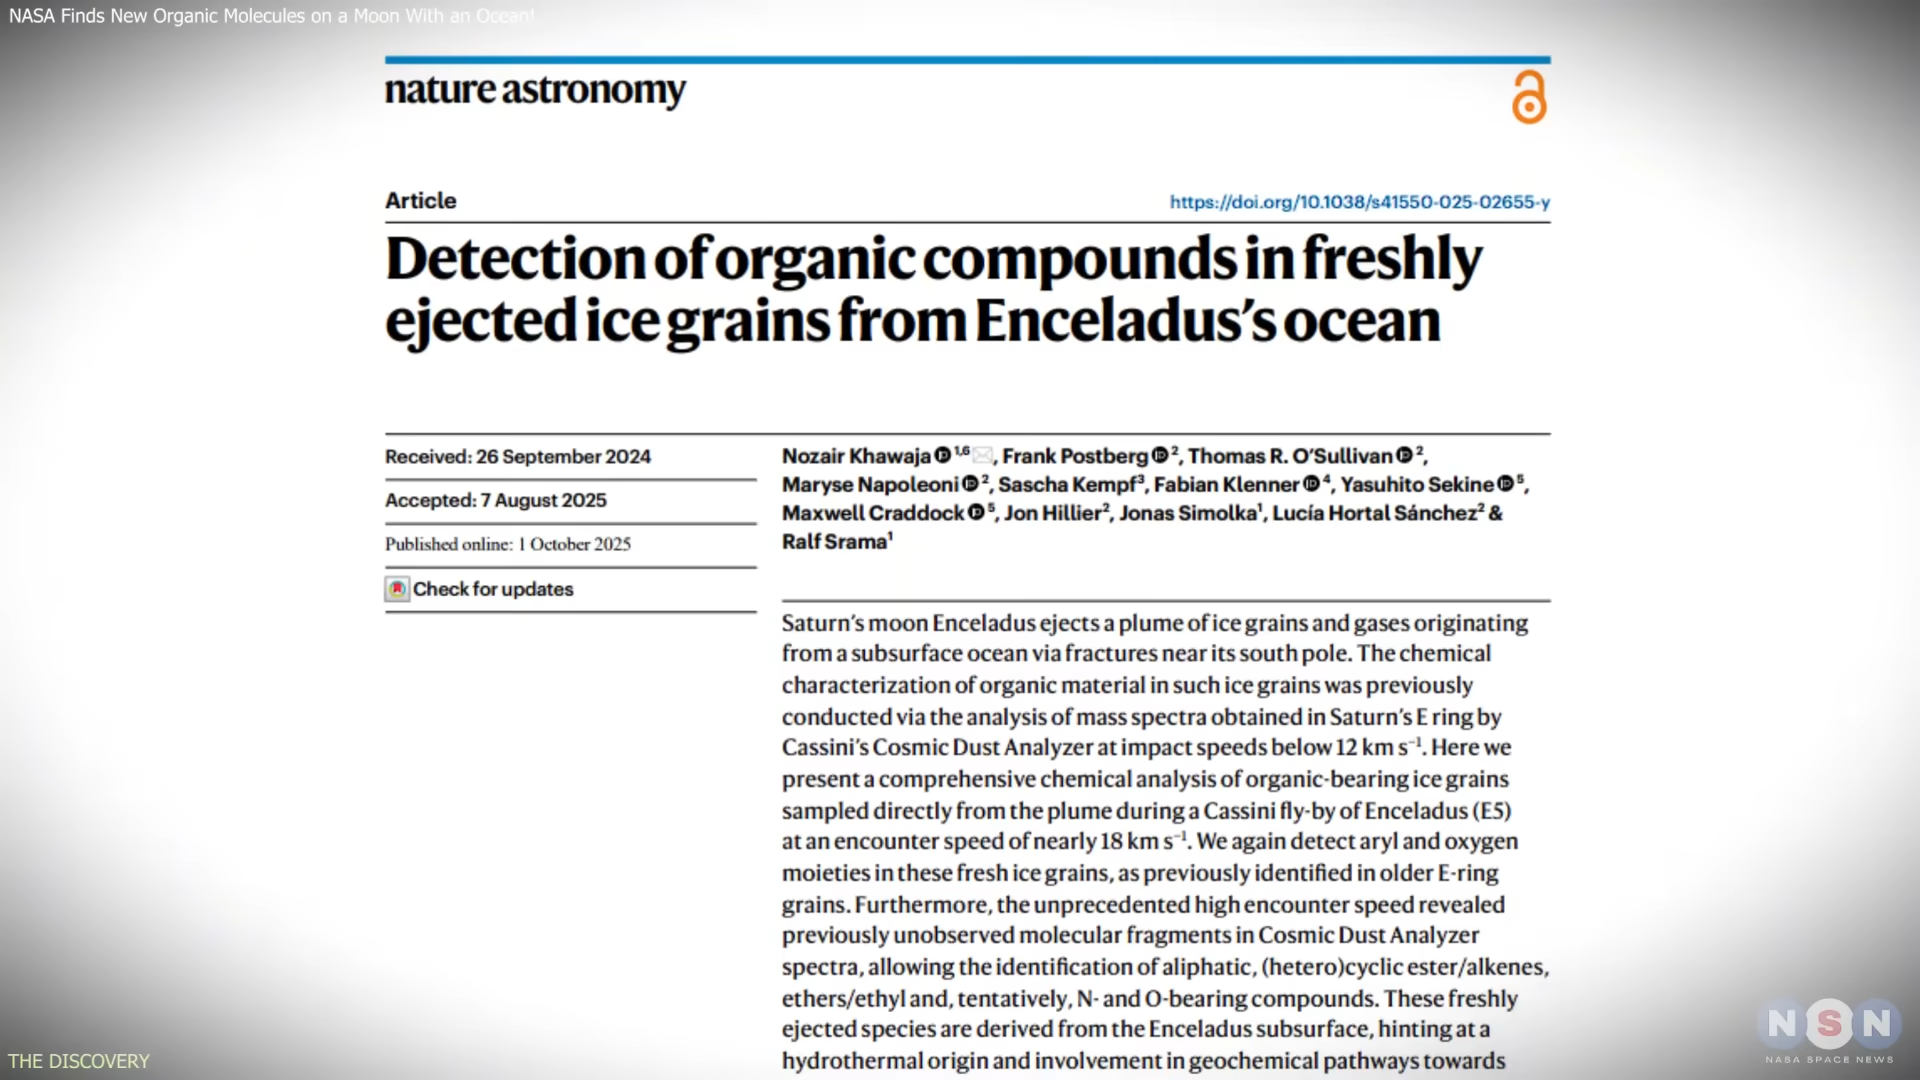 NASA Finds New Organic Molecules on a Moon With an Ocean!
nature astronomy
Article
https://doi.org/10.1038/s41550-025-02655-y
Detection of organic compounds in freshly
ejected ice grains from Enceladus’s ocean
Received: 26 September 2024
Accepted: 7 August 2025
Published online: 1 October 2025
Check for updates
Nozair Khawaja 1,6, Frank Postberg 2, Thomas R. O’Sullivan 2,
Maryse Napoleoni 2, Sascha Kempf3, Fabian Klenner 4, Yasuhito Sekine 5,
Maxwell Craddock 5, Jon Hillier2, Jonas Simolka1, Lucía Hortal Sánchez2 &
Ralf Srama1
Saturn’s moon Enceladus ejects a plume of ice grains and gases originating
from a subsurface ocean via fractures near its south pole. The chemical
characterization of organic material in such ice grains was previously
conducted via the analysis of mass spectra obtained in Saturn’s E ring by
Cassini’s Cosmic Dust Analyzer at impact speeds below 12 km s−1. Here we
present a comprehensive chemical analysis of organic-bearing ice grains
sampled directly from the plume during a Cassini fly-by of Enceladus (E5)
at an encounter speed of nearly 18 km s−1. We again detect aryl and oxygen
moieties in these fresh ice grains, as previously identified in older E-ring
grains. Furthermore, the unprecedented high encounter speed revealed
previously unobserved molecular fragments in Cosmic Dust Analyzer
spectra, allowing the identification of aliphatic, (hetero)cyclic ester/alkenes,
ethers/ethyl and, tentatively, N- and O-bearing compounds. These freshly
ejected species are derived from the Enceladus subsurface, hinting at a
hydrothermal origin and involvement in geochemical pathways towards
THE DISCOVERY
NSN
NASA SPACE NEWS